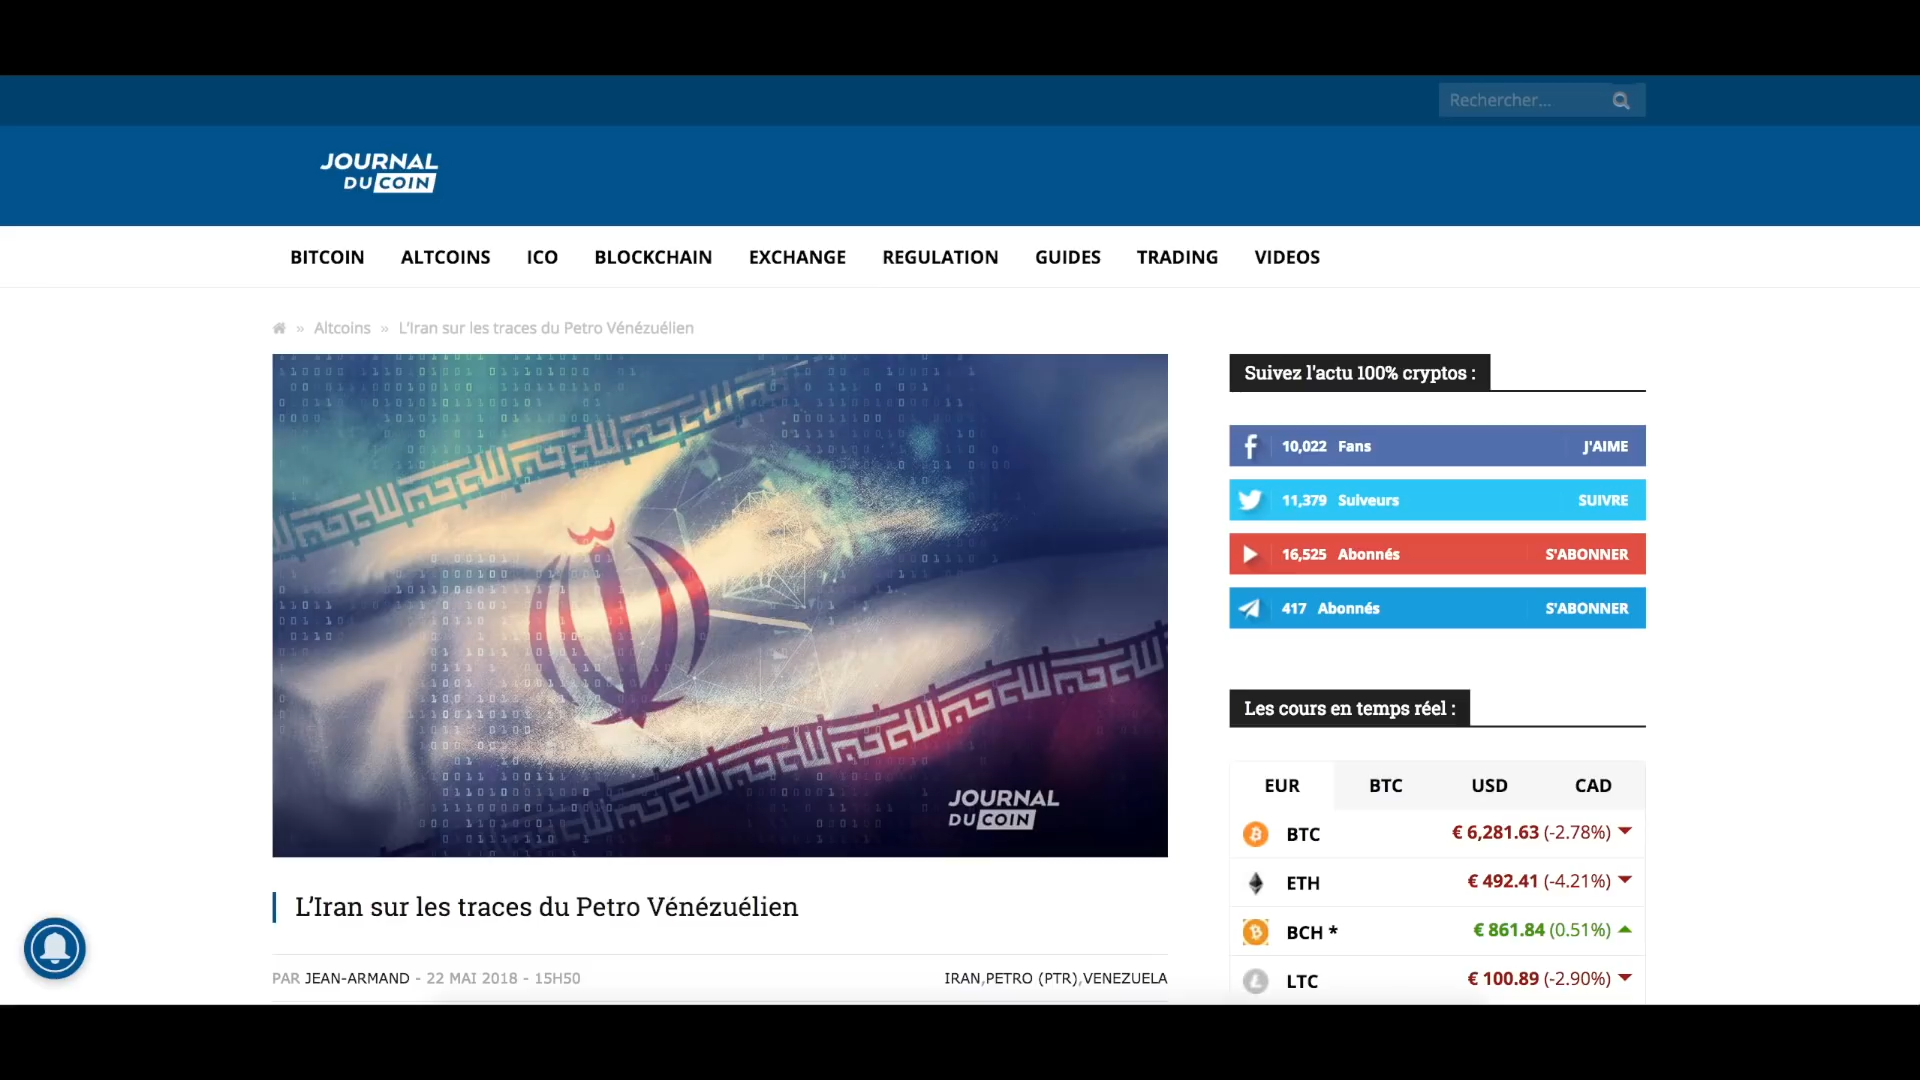 Rechercher...
JOURNAL
DU COIN
BITCOIN ALTCOINS ICO BLOCKCHAIN EXCHANGE REGULATION GUIDES TRADING VIDEOS
» Altcoins » L'Iran sur les traces du Petro Vénézuélien
JOURNAL
DU COIN
L’Iran sur les traces du Petro Vénézuélien
PAR JEAN-ARMAND - 22 MAI 2018 - 15H50
IRAN,PETRO (PTR),VENEZUELA
Suivez l'actu 100% cryptos :
10,022 Fans J'AIME
11,379 Suiveurs SUIVRE
16,525 Abonnés S'ABONNER
417 Abonnés S'ABONNER
Les cours en temps réel :
EUR BTC USD CAD
BTC € 6,281.63 (-2.78%)
ETH € 492.41 (-4.21%)
BCH * € 861.84 (0.51%)
LTC € 100.89 (-2.90%)